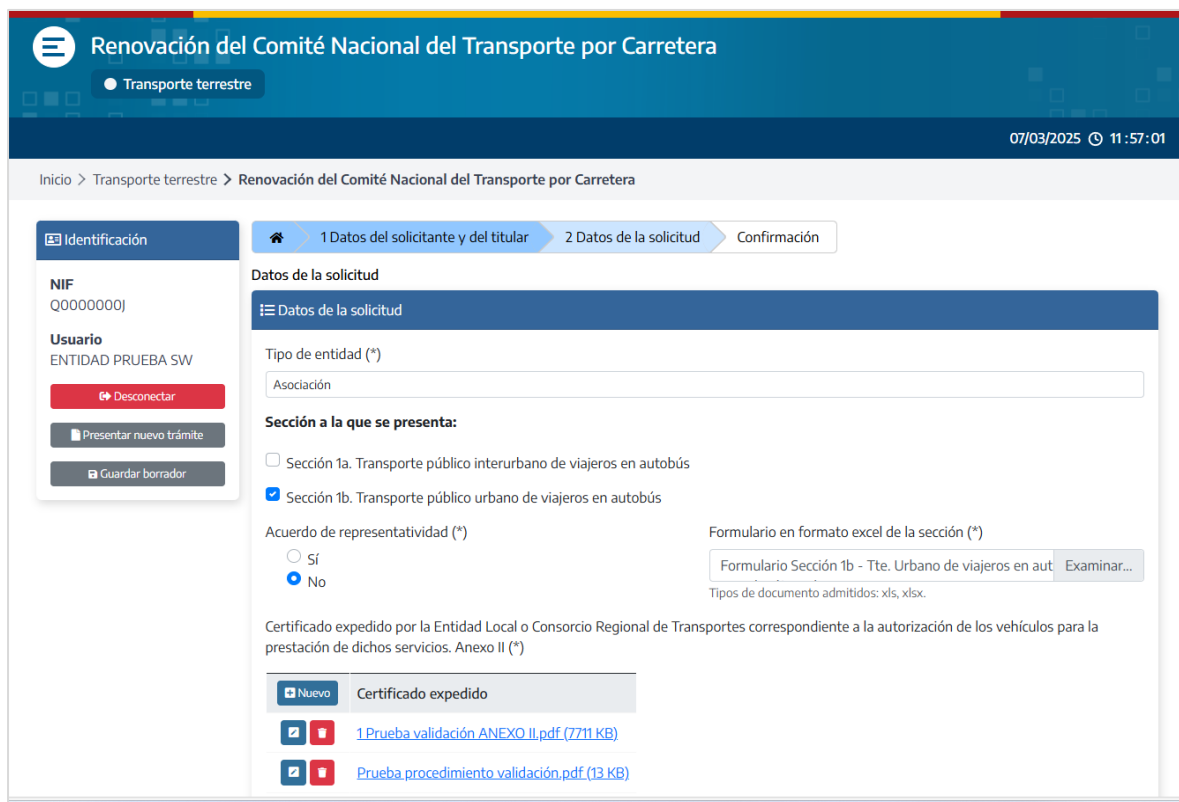 Renovación del Comité Nacional del Transporte por Carretera
Transporte terrestre
07/03/2025 11:57:01
Inicio > Transporte terrestre > Renovación del Comité Nacional del Transporte por Carretera
Identificación
NIF
Q0000000J
Usuario
ENTIDAD PRUEBA SW
Desconectar
Presentar nuevo trámite
Guardar borrador
1 Datos del solicitante y del titular
2 Datos de la solicitud
Confirmación
Datos de la solicitud
Datos de la solicitud
Tipo de entidad (*)
Asociación
Sección a la que se presenta:
Sección 1a. Transporte público interurbano de viajeros en autobús
Sección 1b. Transporte público urbano de viajeros en autobús
Acuerdo de representatividad (*)
Sí
No
Formulario en formato excel de la sección (*)
Formulario Sección 1b - Tte. Urbano de viajeros en aut Examinar...
Tipos de documento admitidos: xls, xlsx.
Certificado expedido por la Entidad Local o Consorcio Regional de Transportes correspondiente a la autorización de los vehículos para la
prestación de dichos servicios. Anexo II (*)
Nuevo Certificado expedido
1 Prueba validación ANEXO II.pdf (7711 KB)
Prueba procedimiento validación.pdf (13 KB)